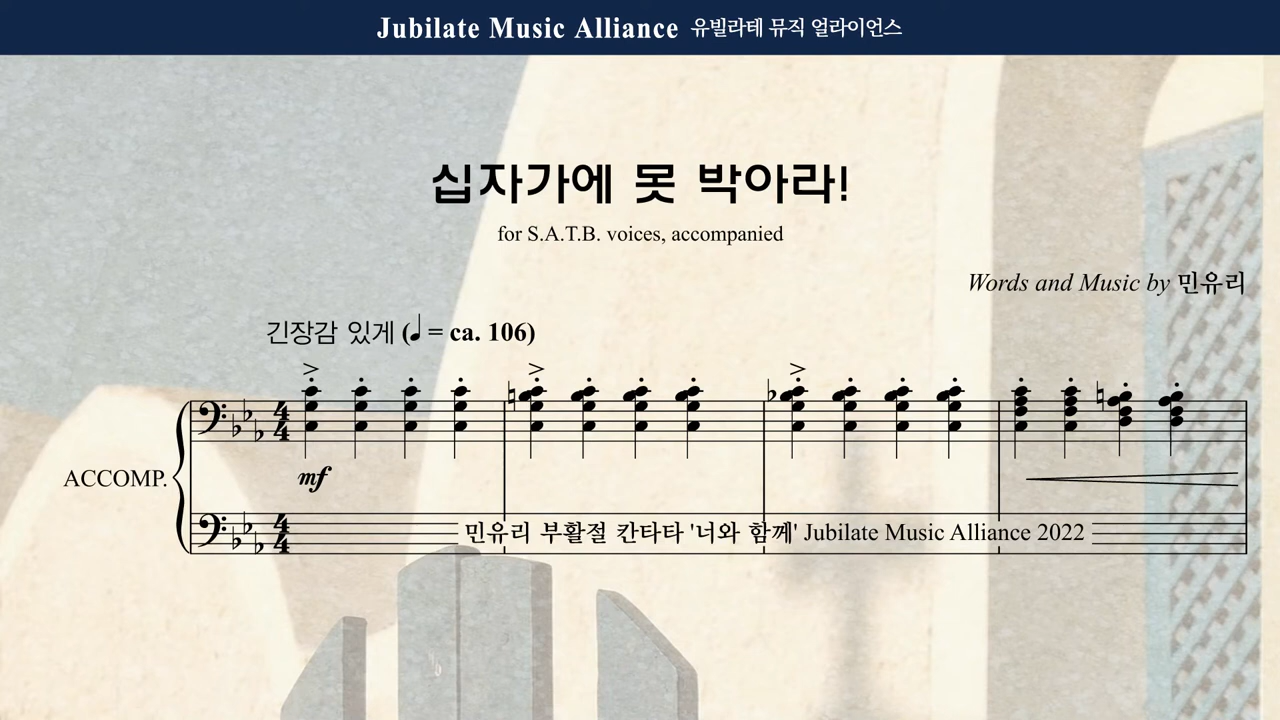 Jubilate Music Alliance 유빌라테 뮤직 얼라이언스
십자가에 못 박아라!
for S.A.T.B. voices, accompanied
Words and Music by 민유리
긴장감 있게 (♩ = ca. 106)
ACCOMP.
mf
민유리 부활절 칸타타 '너와 함께' Jubilate Music Alliance 2022